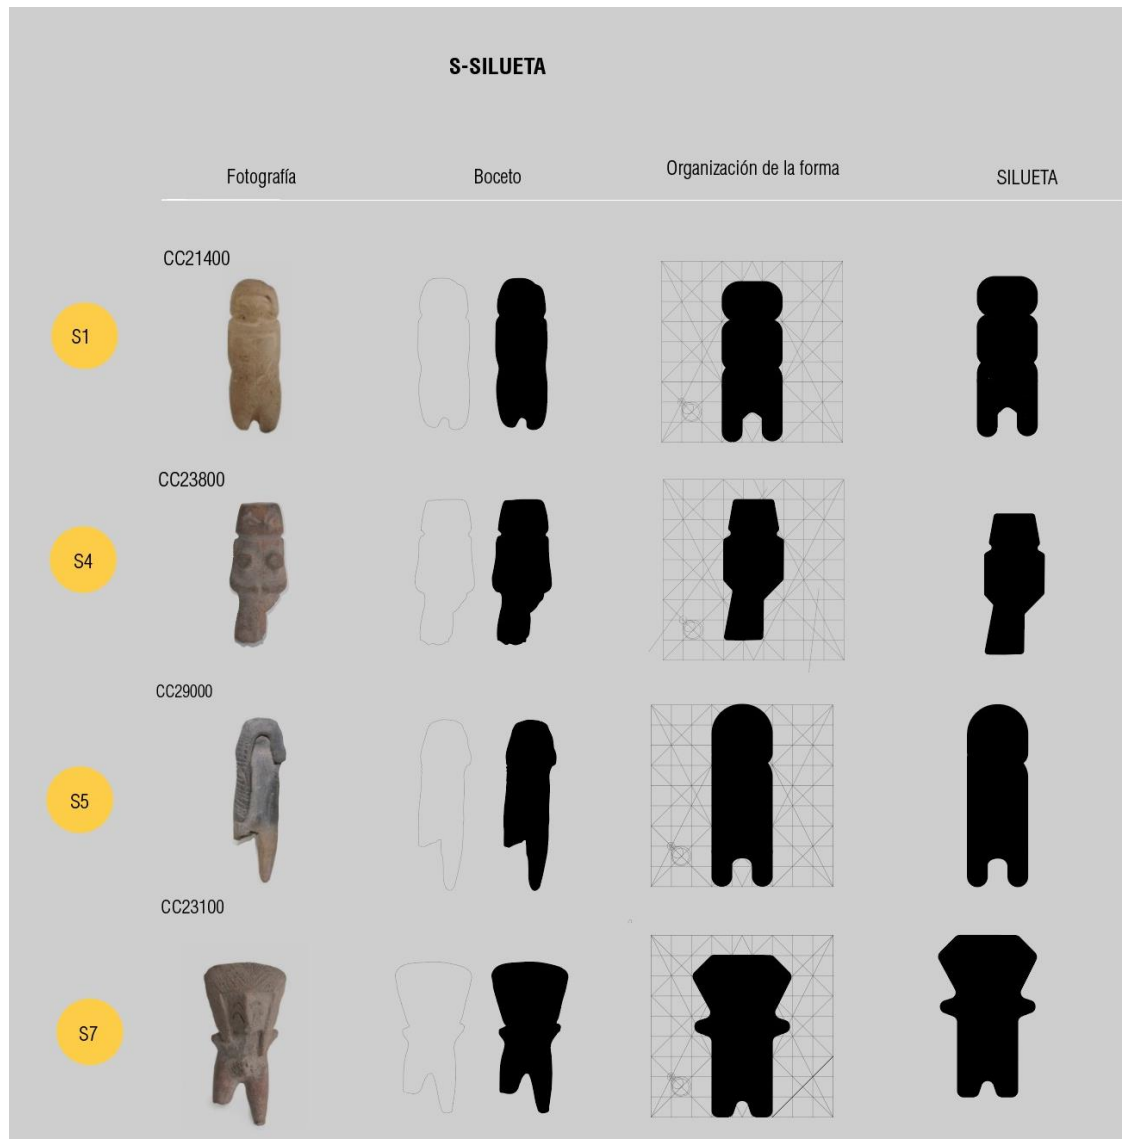 S-SILUETA
Fotografía
Boceto
Organización de la forma
SILUETA
CC21400
S1
CC23800
S4
CC29000
S5
CC23100
S7